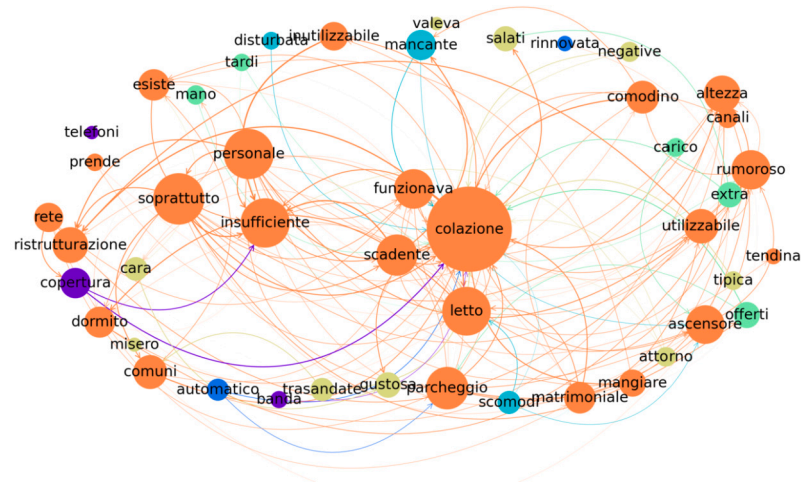 valeva
disturbata
inutilizzabile
mancante
salati
rinnovata
negative
tardi
esiste
mano
comodino
altezza
canali
telefoni
prende
personale
carico
rumoroso
soprattutto
funzionava
extra
rete
insufficiente
colazione
utilizzabile
ristrutturazione
scadente
tendina
cara
copertura
tipica
dormito
letto
offerti
ascensore
misero
attorno
comuni
automatico
trasandate
gustosa
parcheggio
mangiare
banda
scomodi
matrimoniale